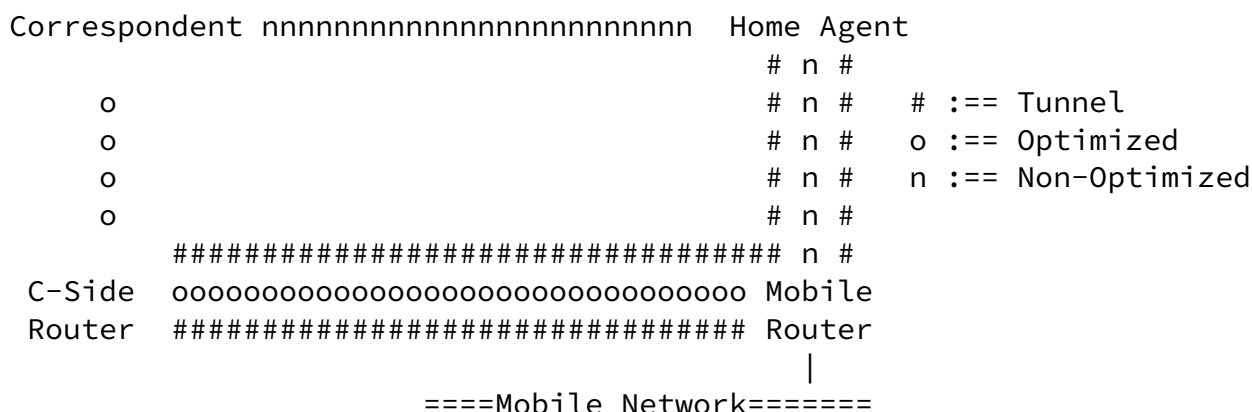 Correspondent nnnnnnnnnnnnnnnnnnnnnnnn  Home Agent
                                          # n #
     o                                    # n #   # :== Tunnel
     o                                    # n #   o :== Optimized
     o                                    # n #   n :== Non-Optimized
     o                                    # n #
         ################################## n #
 C-Side  oooooooooooooooooooooooooooooooo Mobile
 Router  ################################ Router
                                            |
                       ====Mobile Network=======